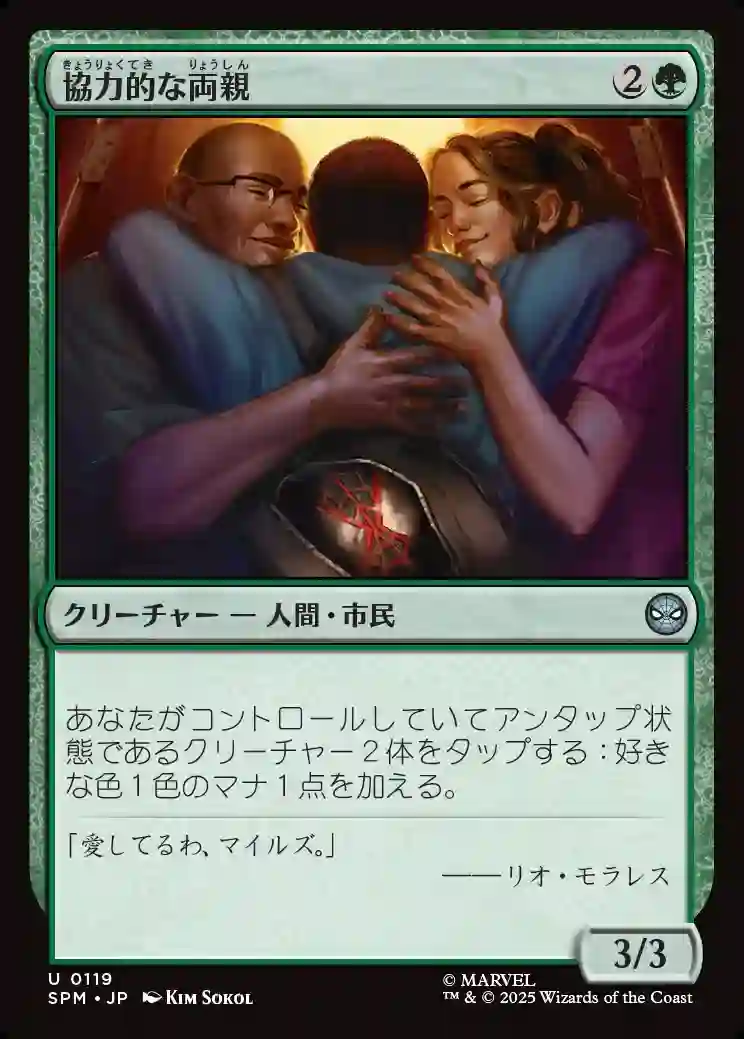 きょうりょくてき りょうしん
協力的な両親
2
クリーチャー — 人間・市民
あなたがコントロールしていてアンタップ状
態であるクリーチャー2体をタップする：好き
な色1色のマナ1点を加える。
「愛してるわ、マイルズ。」
——リオ・モラレス
3/3
U 0119
SPM • JP Kim Sokol
© MARVEL
™ & © 2025 Wizards of the Coast